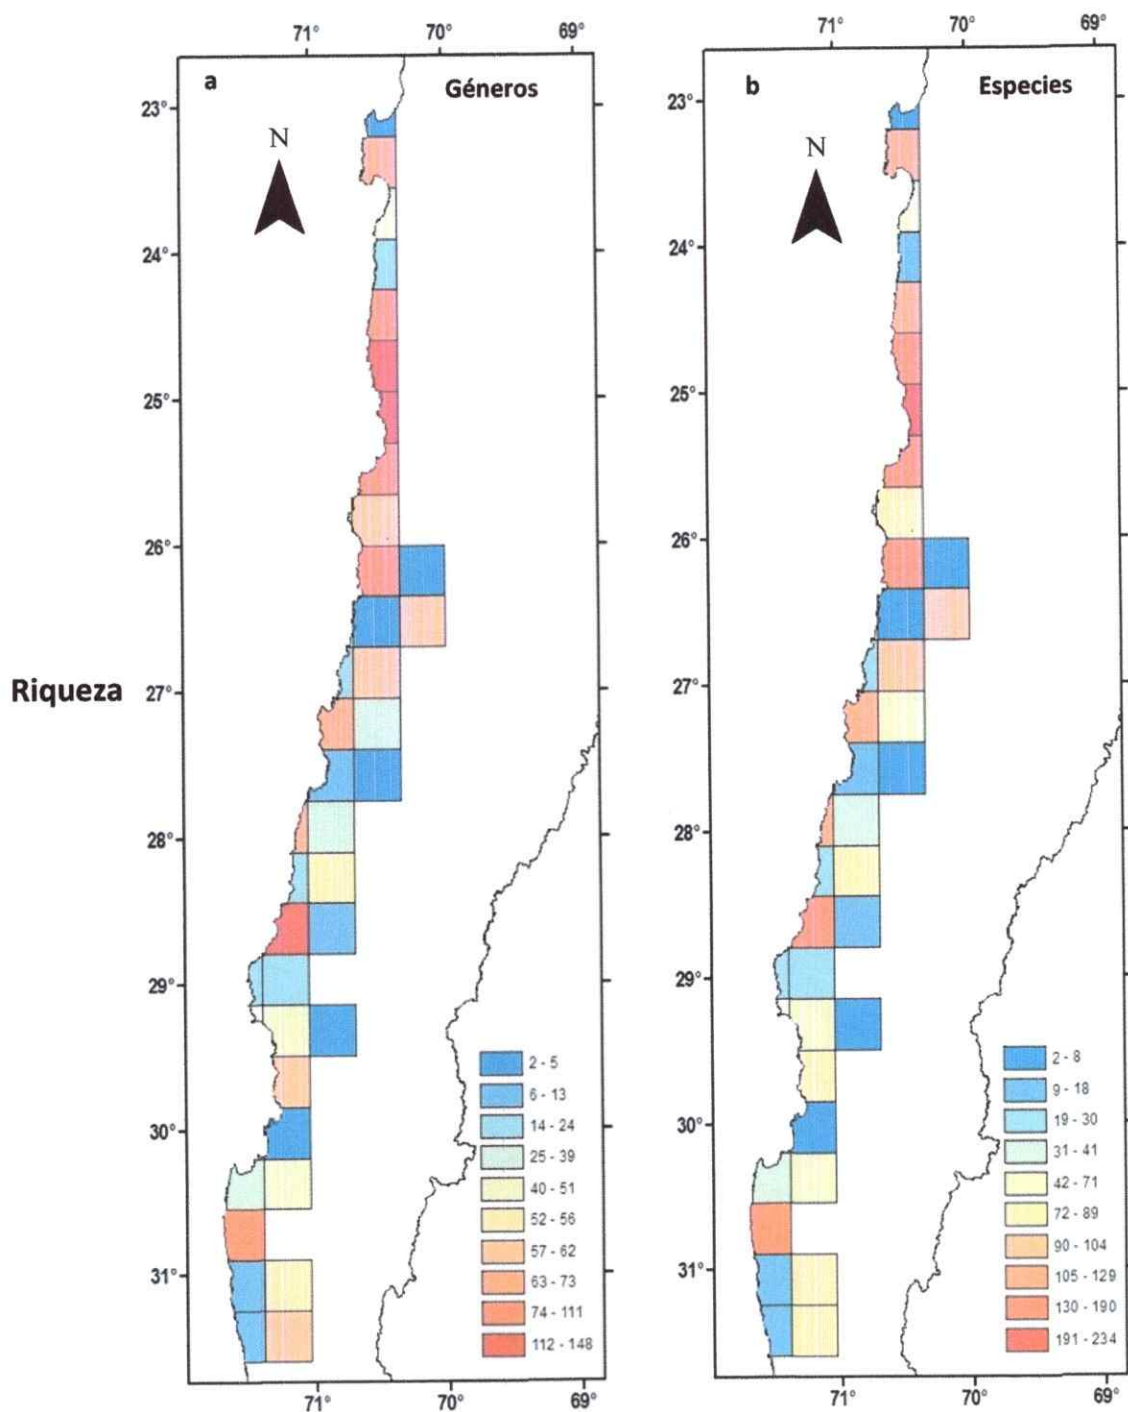 71° 70° 69°
a Géneros
N
23°
24°
25°
26°
27°
28°
29°
30°
31°
2 - 5
6 - 13
14 - 24
25 - 39
40 - 51
52 - 56
57 - 62
63 - 73
74 - 111
112 - 148
71° 70° 69°
Riqueza
71° 70° 69°
b Especies
N
23°
24°
25°
26°
27°
28°
29°
30°
31°
2 - 8
9 - 18
19 - 30
31 - 41
42 - 71
72 - 89
90 - 104
105 - 129
130 - 190
191 - 234
71° 70° 69°